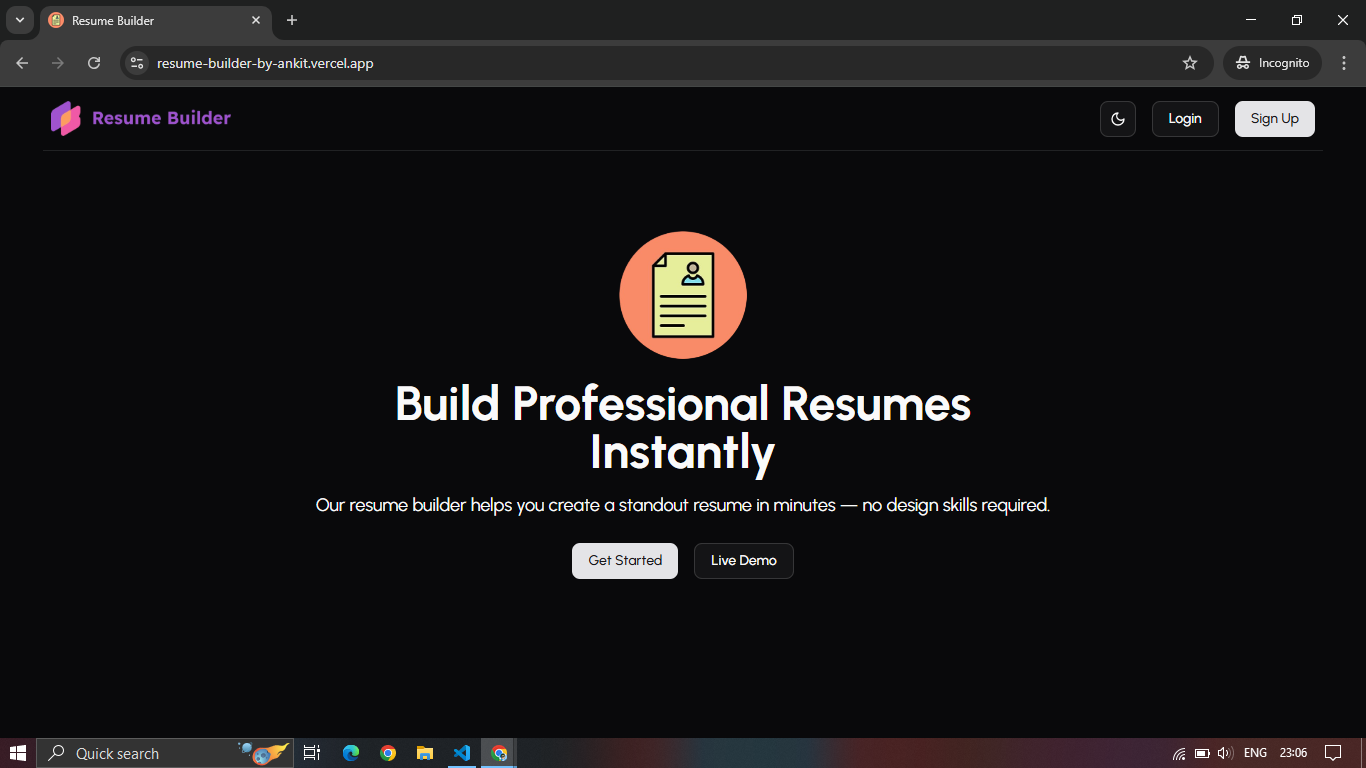 Resume Builder
resume-builder-by-ankit.vercel.app
Incognito
Resume Builder
Login
Sign Up
Build Professional Resumes
Instantly
Our resume builder helps you create a standout resume in minutes — no design skills required.
Get Started
Live Demo
Quick search
ENG
23:06